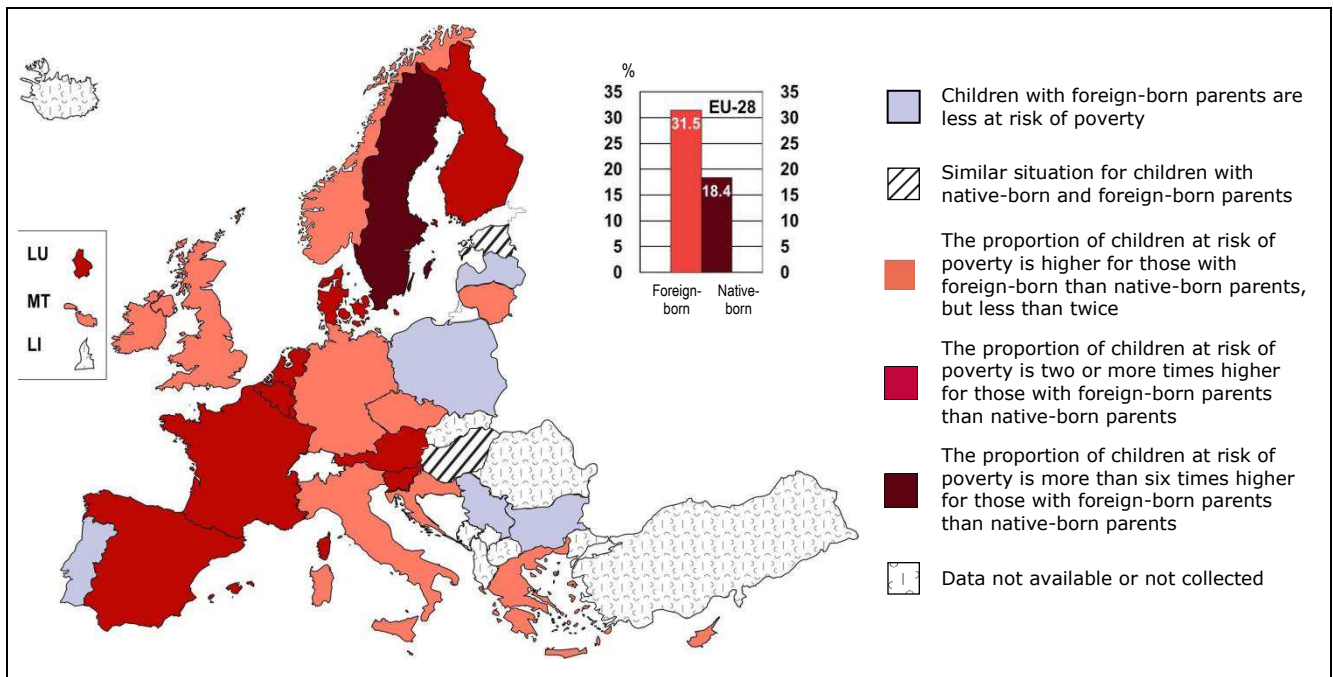 LU
MT
LI
%
35
30
25
20
15
10
5
0
EU-28
31.5
18.4
35
30
25
20
15
10
5
0
Foreign-
born
Native-
born
Children with foreign-born parents are
less at risk of poverty
Similar situation for children with
native-born and foreign-born parents
The proportion of children at risk of
poverty is higher for those with
foreign-born than native-born parents,
but less than twice
The proportion of children at risk of
poverty is two or more times higher
for those with foreign-born parents
than native-born parents
The proportion of children at risk of
poverty is more than six times higher
for those with foreign-born parents
than native-born parents
Data not available or not collected